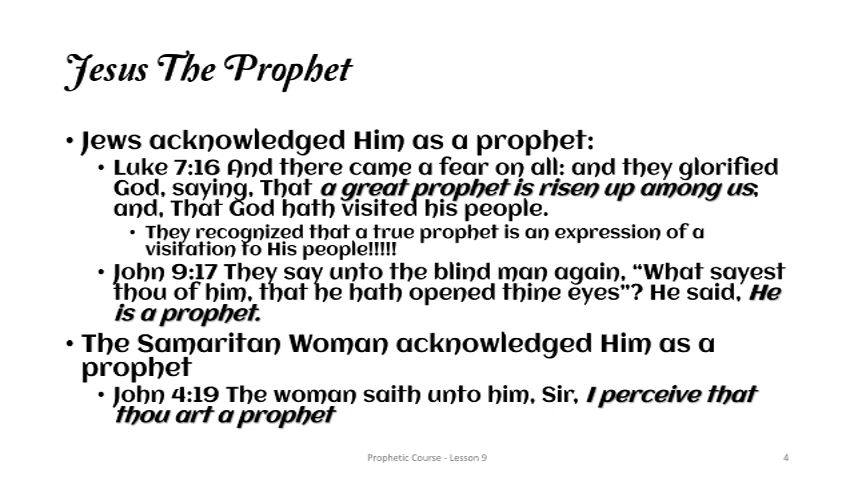 Jesus The Prophet
• Jews acknowledged Him as a prophet:
• Luke 7:16 And there came a fear on all: and they glorified
God, saying, That a great prophet is risen up among us;
and, That God hath visited his people.
• They recognized that a true prophet is an expression of a
visitation to His people!!!!!
• John 9:17 They say unto the blind man again, “What sayest
thou of him, that he hath opened thine eyes”? He said, He
is a prophet.
• The Samaritan Woman acknowledged Him as a
prophet
• John 4:19 The woman saith unto him, Sir, I perceive that
thou art a prophet
Prophetic Course - Lesson 9
4